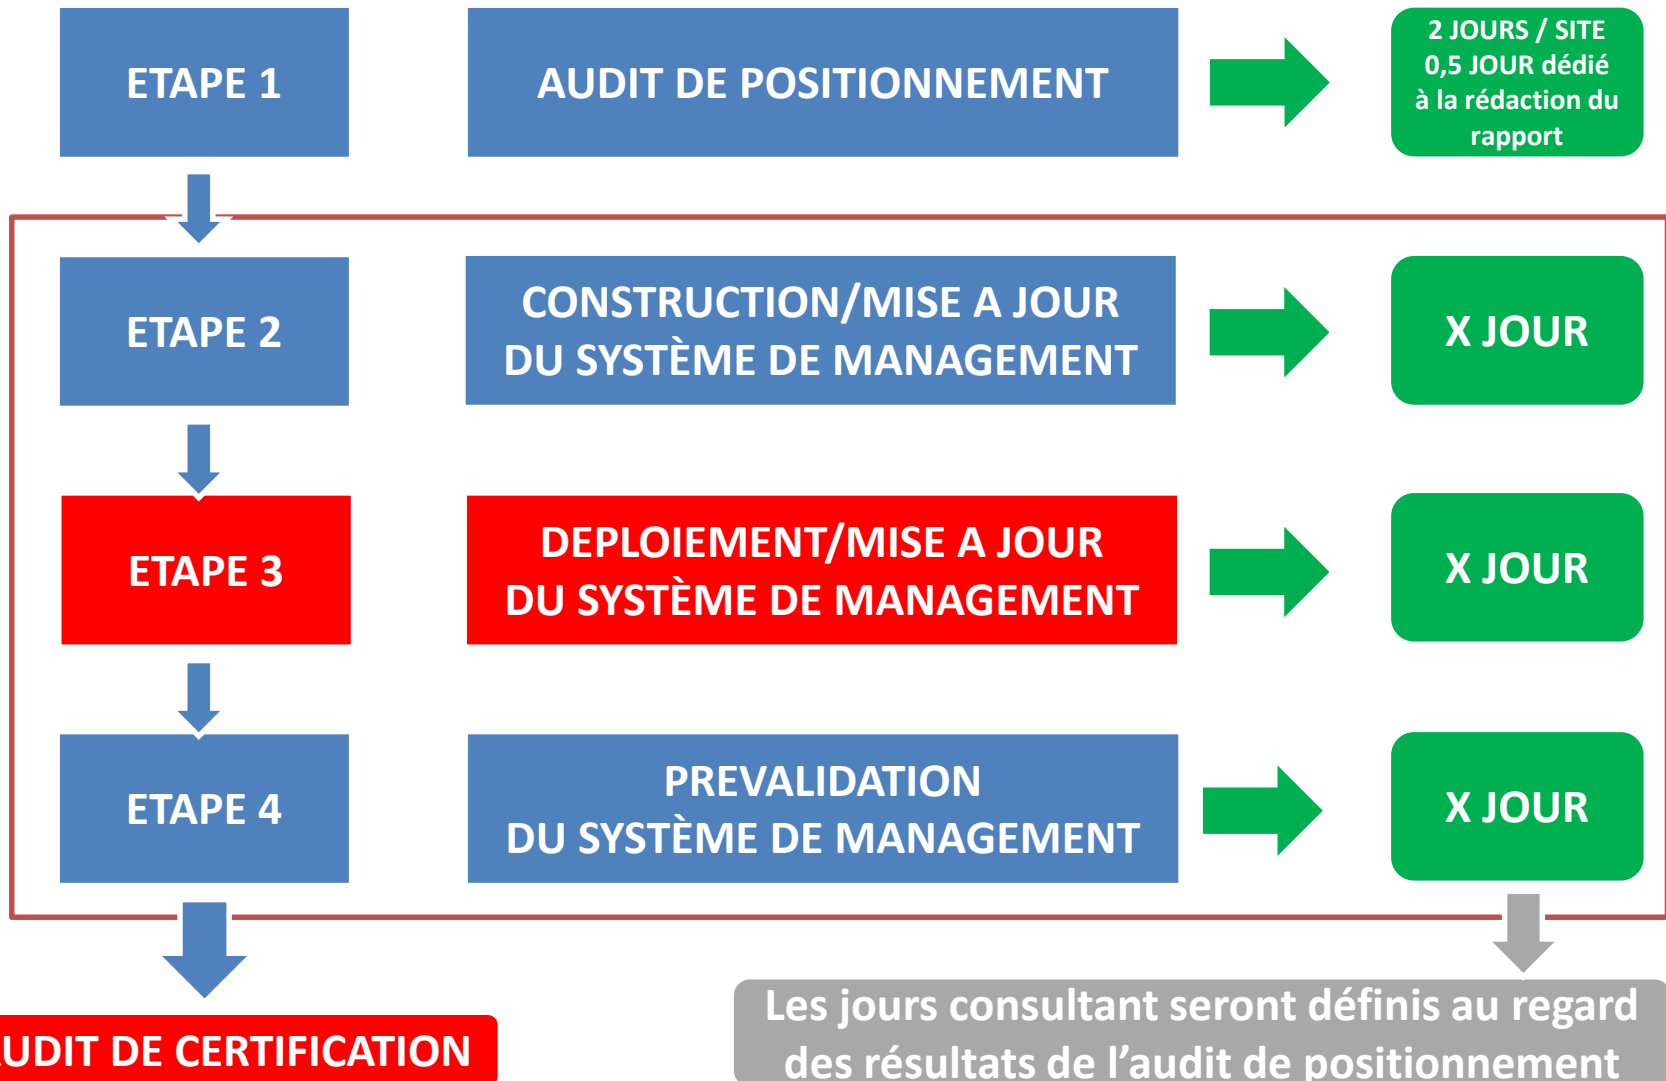 ETAPE 1
AUDIT DE POSITIONNEMENT
2 JOURS / SITE
0,5 JOUR dédié
à la rédaction du
rapport
ETAPE 2
CONSTRUCTION/MISE A JOUR
DU SYSTÈME DE MANAGEMENT
X JOUR
ETAPE 3
DEPLOIEMENT/MISE A JOUR
DU SYSTÈME DE MANAGEMENT
X JOUR
ETAPE 4
PREVALIDATION
DU SYSTÈME DE MANAGEMENT
X JOUR
AUDIT DE CERTIFICATION
Les jours consultant seront définis au regard
des résultats de l’audit de positionnement